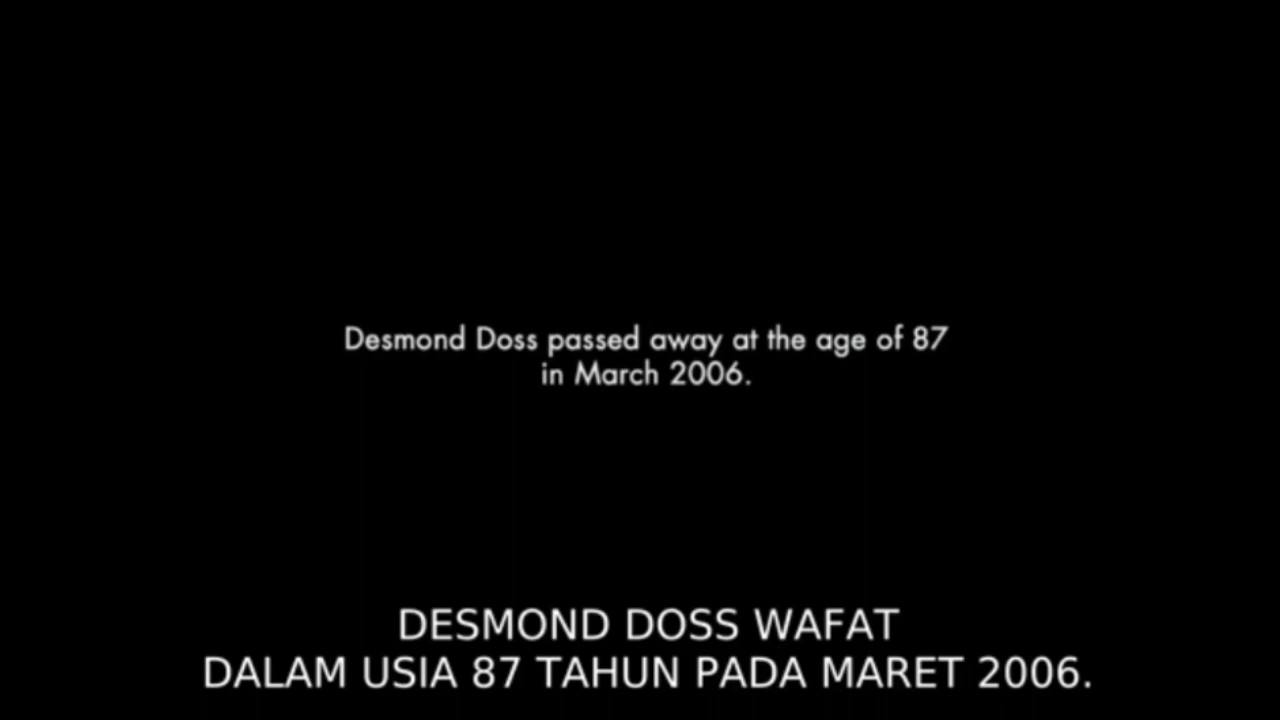 Desmond Doss passed away at the age of 87
in March 2006.
DESMOND DOSS WAFAT
DALAM USIA 87 TAHUN PADA MARET 2006.